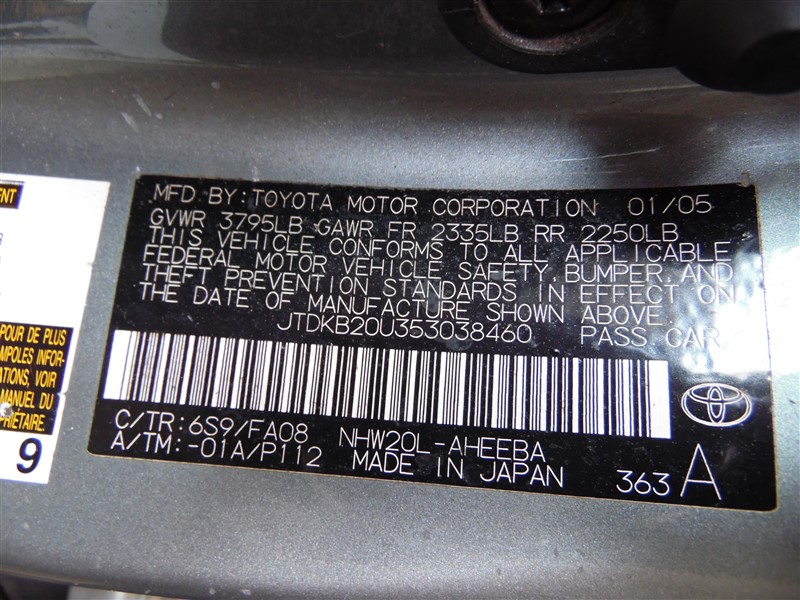 MFD BY: TOYOTA MOTOR CORPORATION 01/05
GVWR 3795LB GAWR FR 2335LB RR 2250LB
THIS VEHICLE CONFORMS TO ALL APPLICABLE
FEDERAL MOTOR VEHICLE SAFETY, BUMPER, AND
THEFT PREVENTION STANDARDS IN EFFECT ON
THE DATE OF MANUFACTURE SHOWN ABOVE.
JTDKB20U353038460 PASS. CAR
C/TR: 6S9/FA08 NHW20L-AHEEBA
A/TM: -01A/P112 MADE IN JAPAN 363 A
POUR DE PLUS
AMPOLES INFOR-
ATIONS, VOIR
MANUEL DU
9